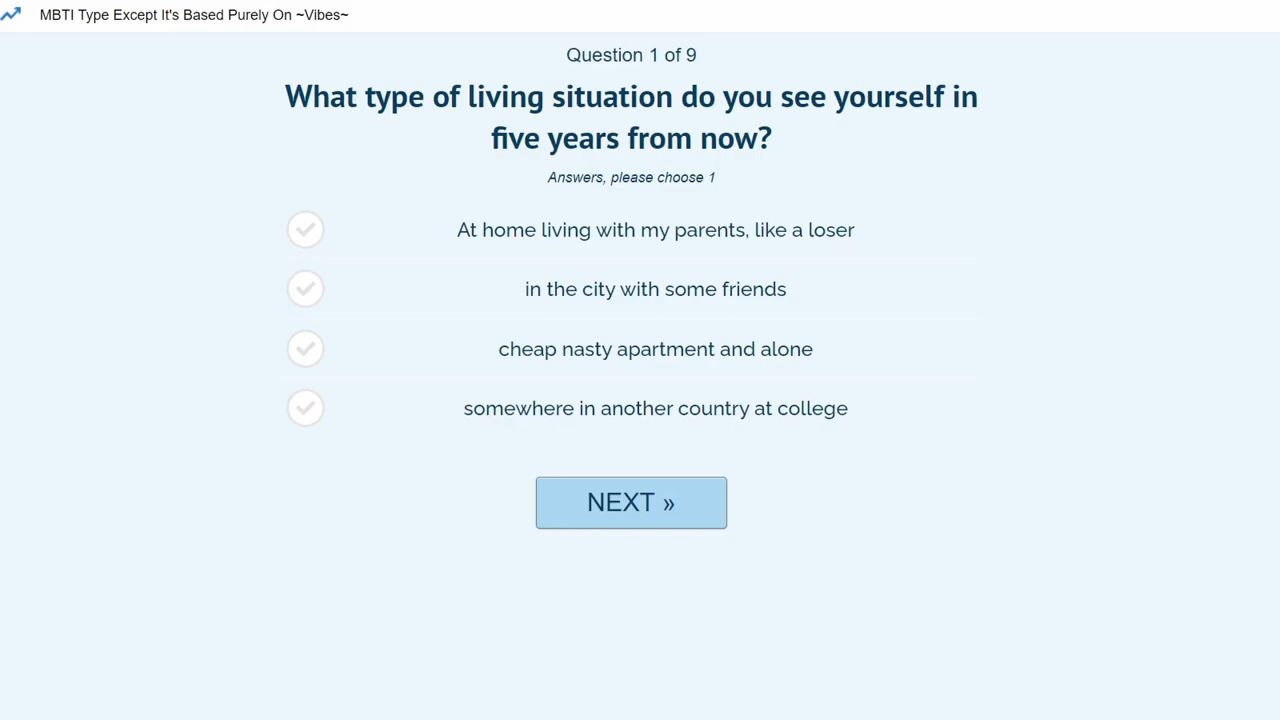 MBTI Type Except It's Based Purely On ~Vibes~
Question 1 of 9
What type of living situation do you see yourself in
five years from now?
Answers, please choose 1
At home living with my parents, like a loser
in the city with some friends
cheap nasty apartment and alone
somewhere in another country at college
NEXT »